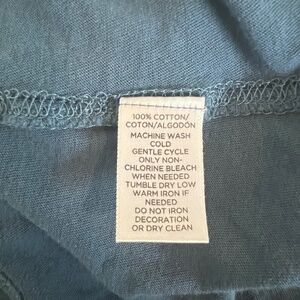 100% COTTON/
COTON/ALGODÓN
MACHINE WASH
COLD
GENTLE CYCLE
ONLY NON-
CHLORINE BLEACH
WHEN NEEDED
TUMBLE DRY LOW
WARM IRON IF
NEEDED
DO NOT IRON
DECORATION
OR DRY CLEAN